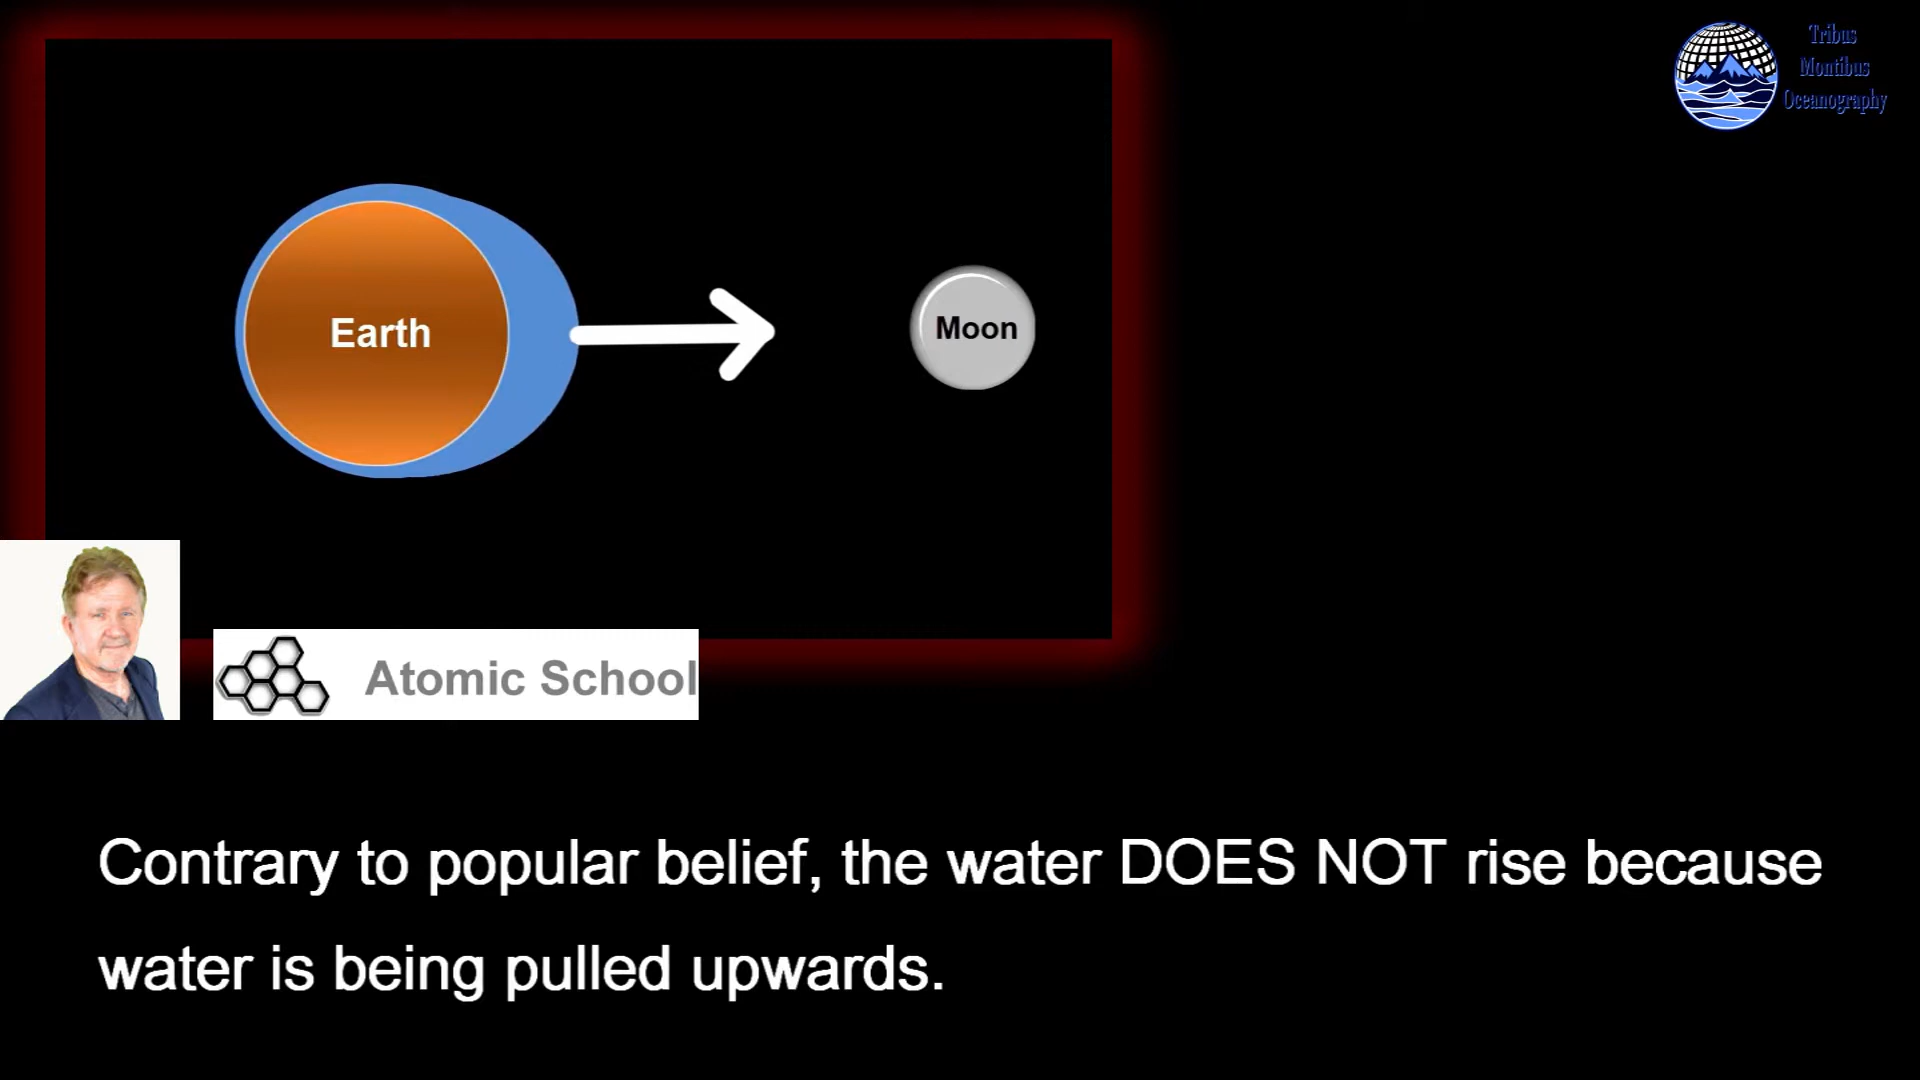 Tribus
Montibus
Oceanography
Earth
Moon
Atomic School
Contrary to popular belief, the water DOES NOT rise because
water is being pulled upwards.